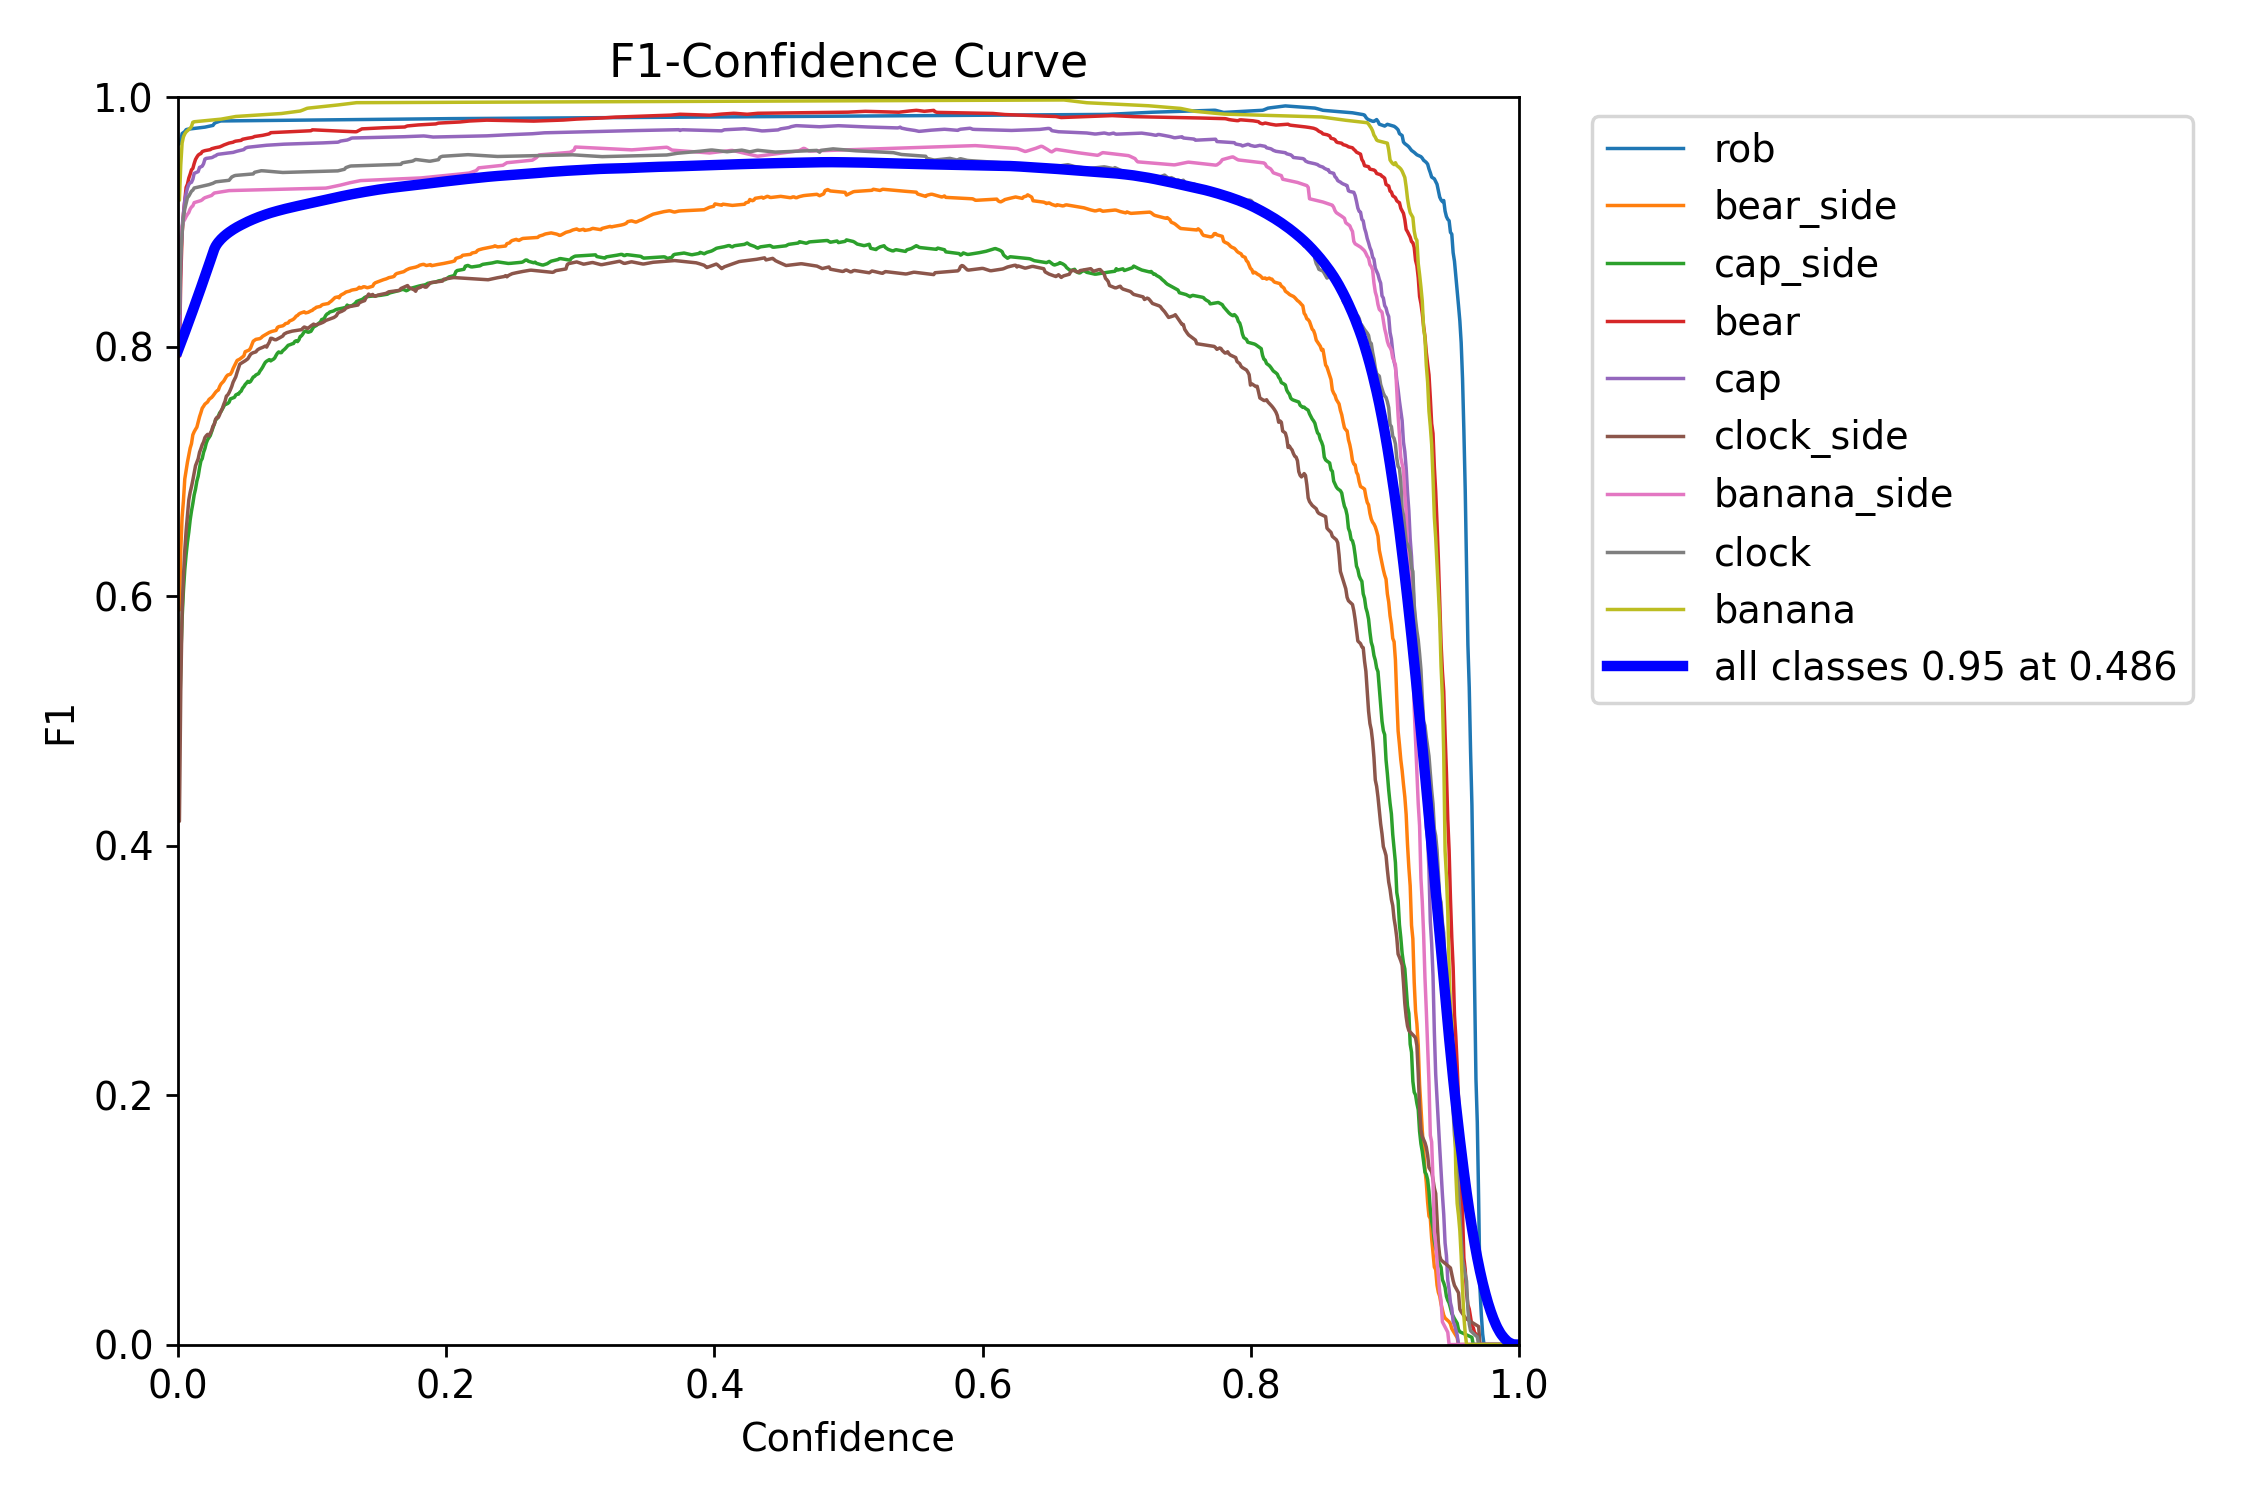 F1-Confidence Curve
1.0
0.8
0.6
0.4
0.2
0.0
F1
0.0 0.2 0.4 0.6 0.8 1.0
Confidence
rob
bear_side
cap_side
bear
cap
clock_side
banana_side
clock
banana
all classes 0.95 at 0.486